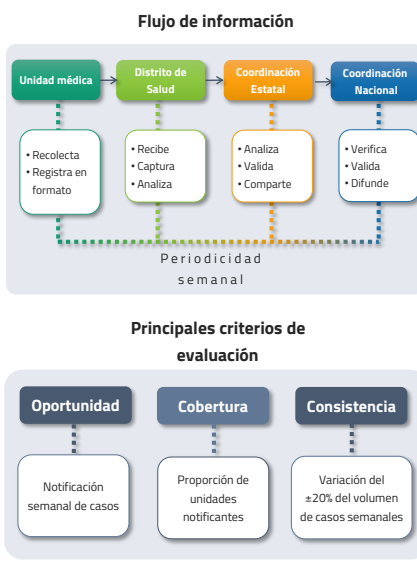 Flujo de información
Unidad médica
Distrito de
Salud
Coordinación
Estatal
Coordinación
Nacional
• Recolecta
• Registra en
formato
• Recibe
• Captura
• Analiza
• Analiza
• Valida
• Comparte
• Verifica
• Valida
• Difunde
Periodicidad
semanal
Principales criterios de
evaluación
Oportunidad
Cobertura
Consistencia
Notificación
semanal de casos
Proporción de
unidades
notificantes
Variación del
±20% del volumen
de casos semanales